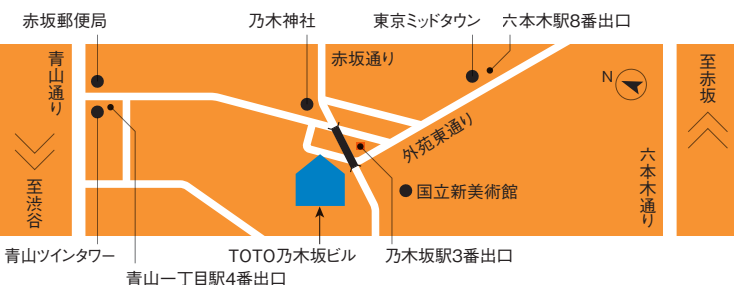 赤坂郵便局
乃木神社
東京ミッドタウン
六本木駅8番出口
青山通り
赤坂通り
至赤坂
N
外苑東通り
六本木通り
国立新美術館
至渋谷
青山ツインタワー
TOTO乃木坂ビル
乃木坂駅3番出口
青山一丁目駅4番出口